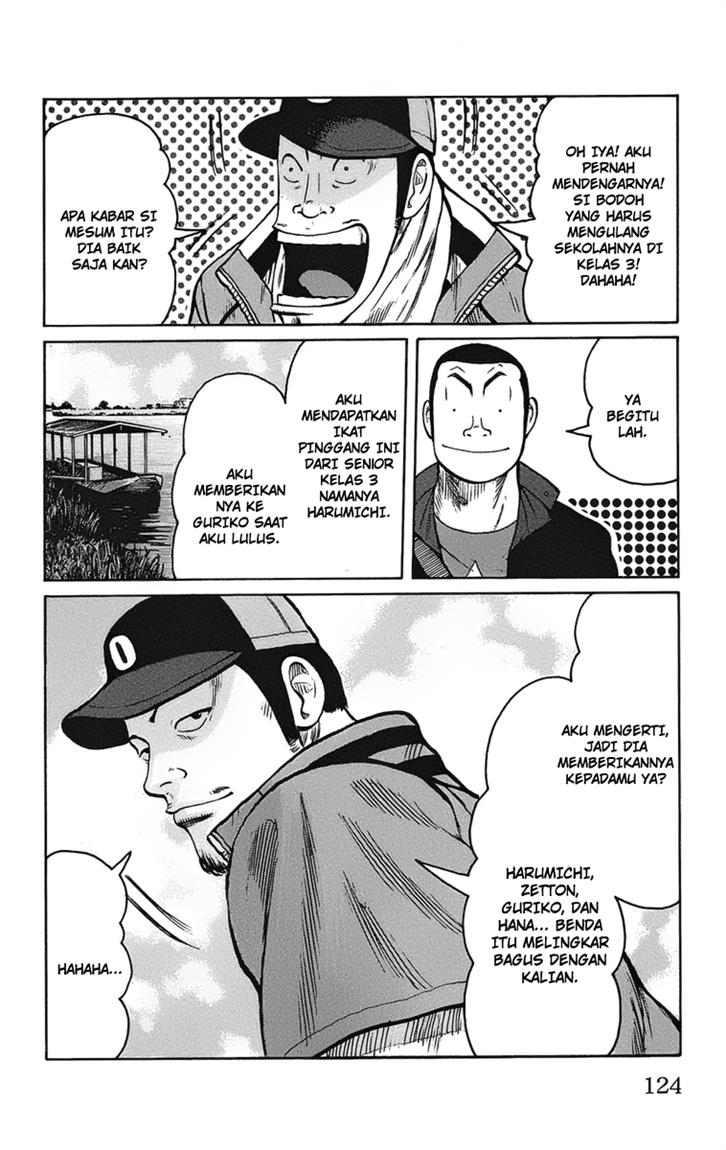 OH IYA! AKU
PERNAH
MENDENGARNYA!
SI BODOH
YANG HARUS
MENGULANG
SEKOLAHNYA DI
KELAS 3!
DAHAHA!
APA KABAR SI
MESUM ITU?
DIA BAIK
SAJA KAN?
YA
BEGITU
LAH.
AKU
MENDAPATKAN
IKAT
PINGGANG INI
DARI SENIOR
KELAS 3
NAMANYA
HARUMICHI.
AKU
MEMBERIKAN
NYA KE
GURIKO SAAT
AKU LULUS.
O
AKU MENGERTI,
JADI DIA
MEMBERIKANNYA
KEPADAMU YA?
HARUMICHI,
ZETTON,
GURIKO, DAN
HANA... BENDA
ITU MELINGKAR
BAGUS DENGAN
KALIAN.
HAHAHA...
124